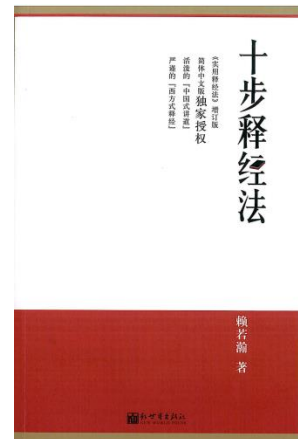 十步释经法
《实用释经法》增订版
简体中文版独家授权
活泼的「中国式讲道」
严谨的「西方式释经」
赖若瀚 著
新世界出版社